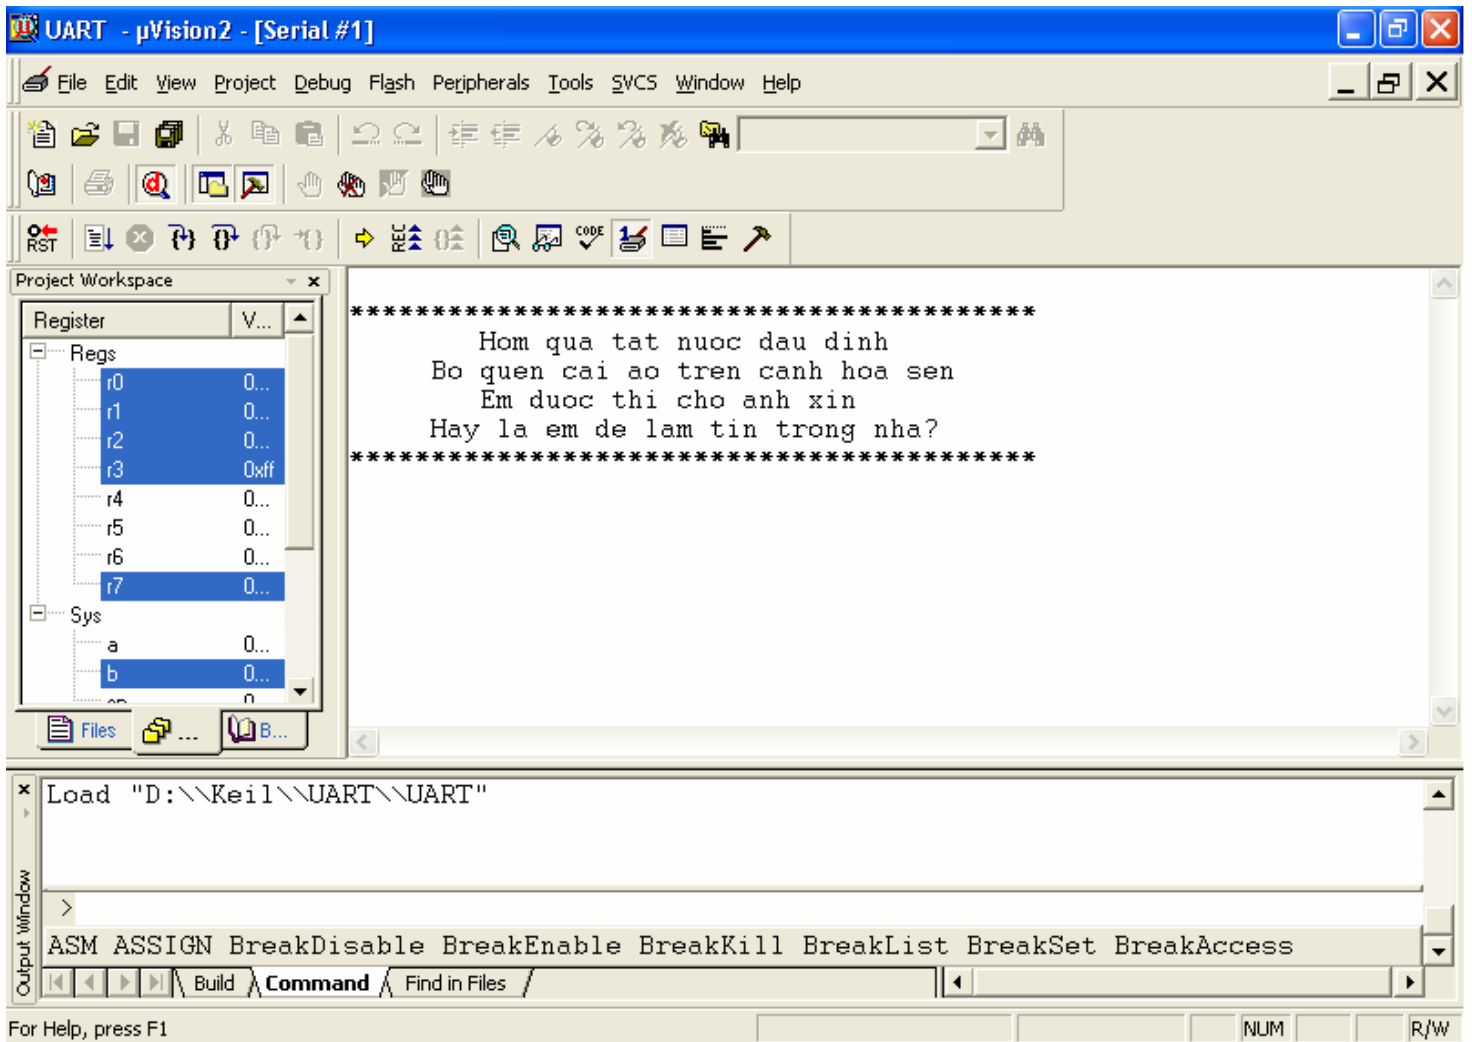 UART - µVision2 - [Serial #1]
File Edit View Project Debug Flash Peripherals Tools SVCS Window Help
RST REC CODE
Project Workspace
Register V...
Regs
r0 0...
r1 0...
r2 0...
r3 0xff
r4 0...
r5 0...
r6 0...
r7 0...
Sys
a 0...
b 0...
Files ... B...
*******************************************
Hom qua tat nuoc dau dinh
Bo quen cai ao tren canh hoa sen
Em duoc thi cho anh xin
Hay la em de lam tin trong nha?
*******************************************
Load "D:\\Keil\\UART\\UART"
>
ASM ASSIGN BreakDisable BreakEnable BreakKill BreakList BreakSet BreakAccess
Output Window
Build Command Find in Files
For Help, press F1
NUM R/W